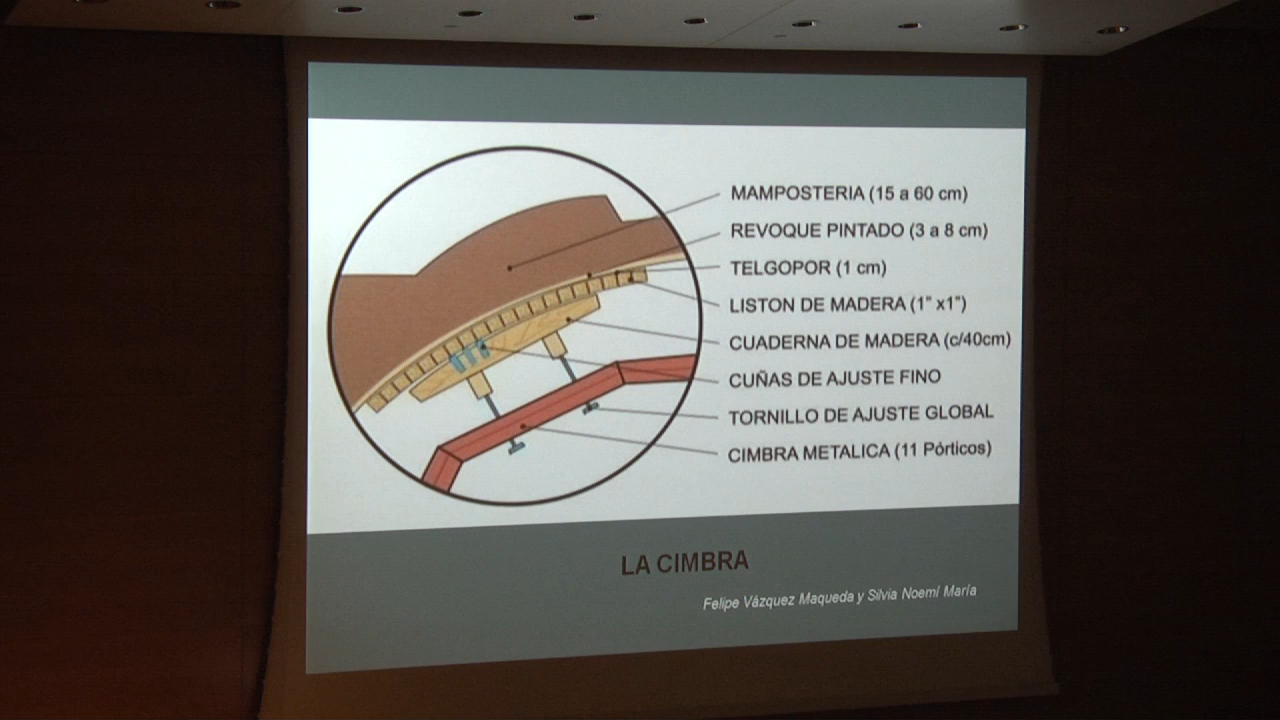 MAMPOSTERIA (15 a 60 cm)
REVOQUE PINTADO (3 a 8 cm)
TELGOPOR (1 cm)
LISTON DE MADERA (1" x1")
CUADERNA DE MADERA (c/40cm)
CUÑAS DE AJUSTE FINO
TORNILLO DE AJUSTE GLOBAL
CIMBRA METALICA (11 Pórticos)
LA CIMBRA
Felipe Vázquez Maqueda y Silvia Noemí María